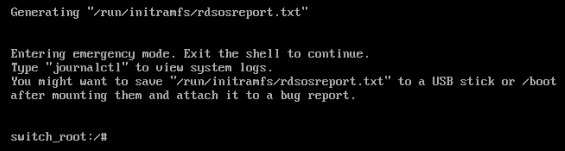 Generating "/run/initramfs/rdsosreport.txt"
Entering emergency mode. Exit the shell to continue.
Type "journalctl" to view system logs.
You might want to save "/run/initramfs/rdsosreport.txt" to a USB stick or /boot
after mounting them and attach it to a bug report.
switch_root:/#